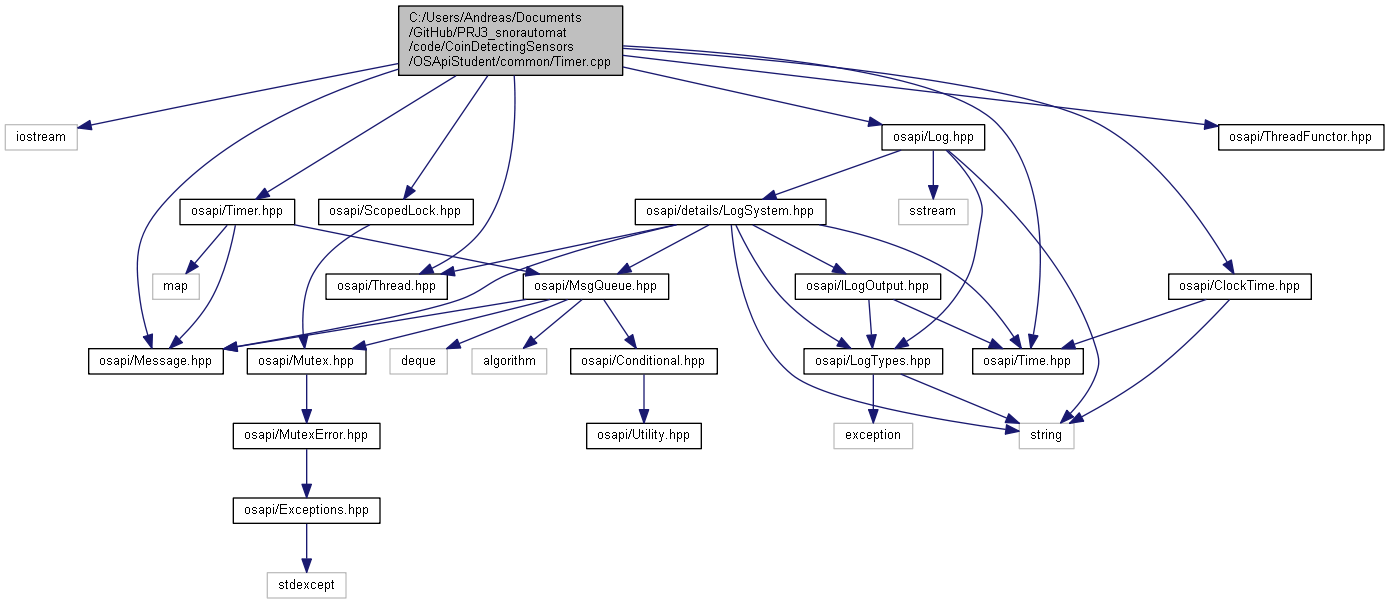 C:/Users/Andreas/Documents
/GitHub/PRJ3_snorautomat
/code/CoinDetectingSensors
/OSApiStudent/common/Timer.cpp
iostream
osapi/Log.hpp
osapi/ThreadFunctor.hpp
osapi/Timer.hpp
osapi/ScopedLock.hpp
osapi/details/LogSystem.hpp
sstream
map
osapi/Thread.hpp
osapi/MsgQueue.hpp
osapi/ILogOutput.hpp
osapi/ClockTime.hpp
osapi/Message.hpp
osapi/Mutex.hpp
deque
algorithm
osapi/Conditional.hpp
osapi/LogTypes.hpp
osapi/Time.hpp
osapi/MutexError.hpp
osapi/Utility.hpp
exception
string
osapi/Exceptions.hpp
stdexcept